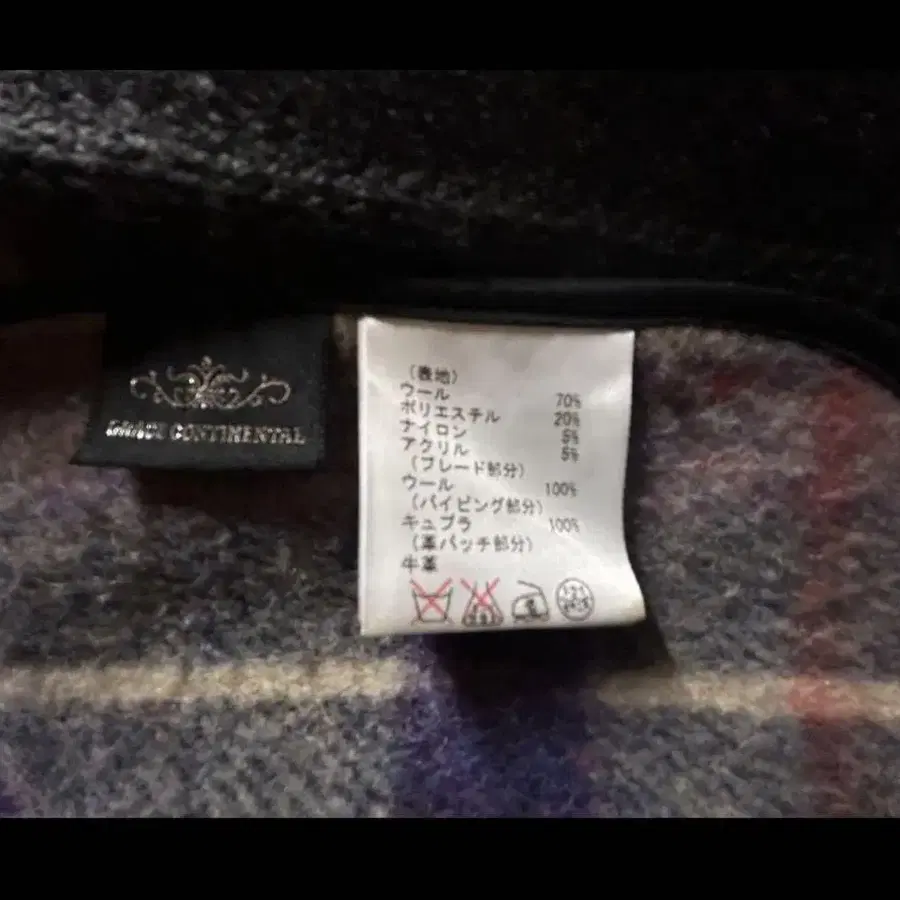 GRACE CONTINENTAL
(表地)
ウール 70%
ポリエステル 20%
ナイロン 5%
アクリル 5%
(ブレード部分)
ウール 100%
(パイピング部分)
キュプラ 100%
(革パッチ部分)
牛革